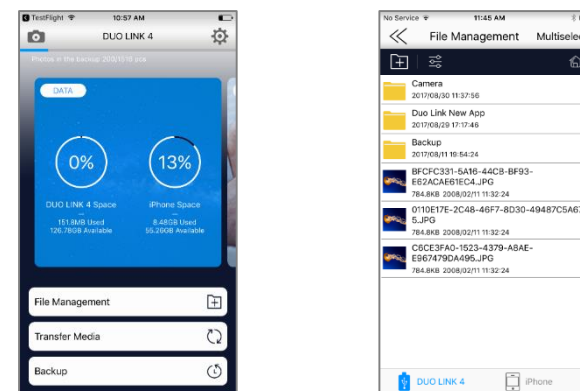 TestFlight 10:57 AM
DUO LINK 4
Photos in the backup 200/1018 pcs
DATA
0%
13%
DUO LINK 4 Space
iPhone Space
151.8MB Used
126.78GB Available
8.48GB Used
55.26GB Available
File Management
Transfer Media
Backup
No Service 11:45 AM
File Management Multiselec
Camera
2017/08/30 11:37:56
Duo Link New App
2017/08/29 17:17:46
Backup
2017/08/11 19:54:24
BFCFC331-5A16-44CB-BF93-
E62ACAE61EC4.JPG
784.8KB 2008/02/11 11:32:24
0110E17E-2C48-46F7-8D30-49487C5A67
5.JPG
784.8KB 2008/02/11 11:32:24
C6CE3FA0-1523-4379-A8AE-
E967479DA495.JPG
784.8KB 2008/02/11 11:32:24
DUO LINK 4
iPhone